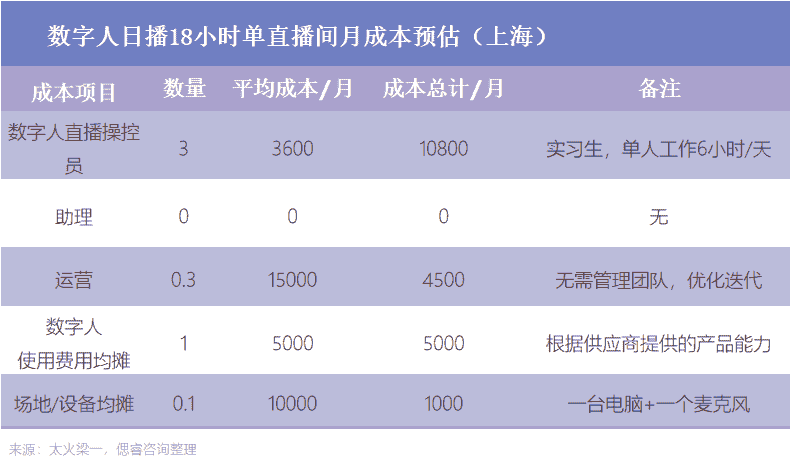 数字人日播18小时单直播间月成本预估（上海）
成本项目 数量 平均成本/月 成本总计/月 备注
数字人直播操控
员 3 3600 10800 实习生，单人工作6小时/天
助理 0 0 0 无
运营 0.3 15000 4500 无需管理团队，优化迭代
数字人
使用费用均摊 1 5000 5000 根据供应商提供的产品能力
场地/设备均摊 0.1 10000 1000 一台电脑+一个麦克风
来源：太火梁一，偲睿咨询整理